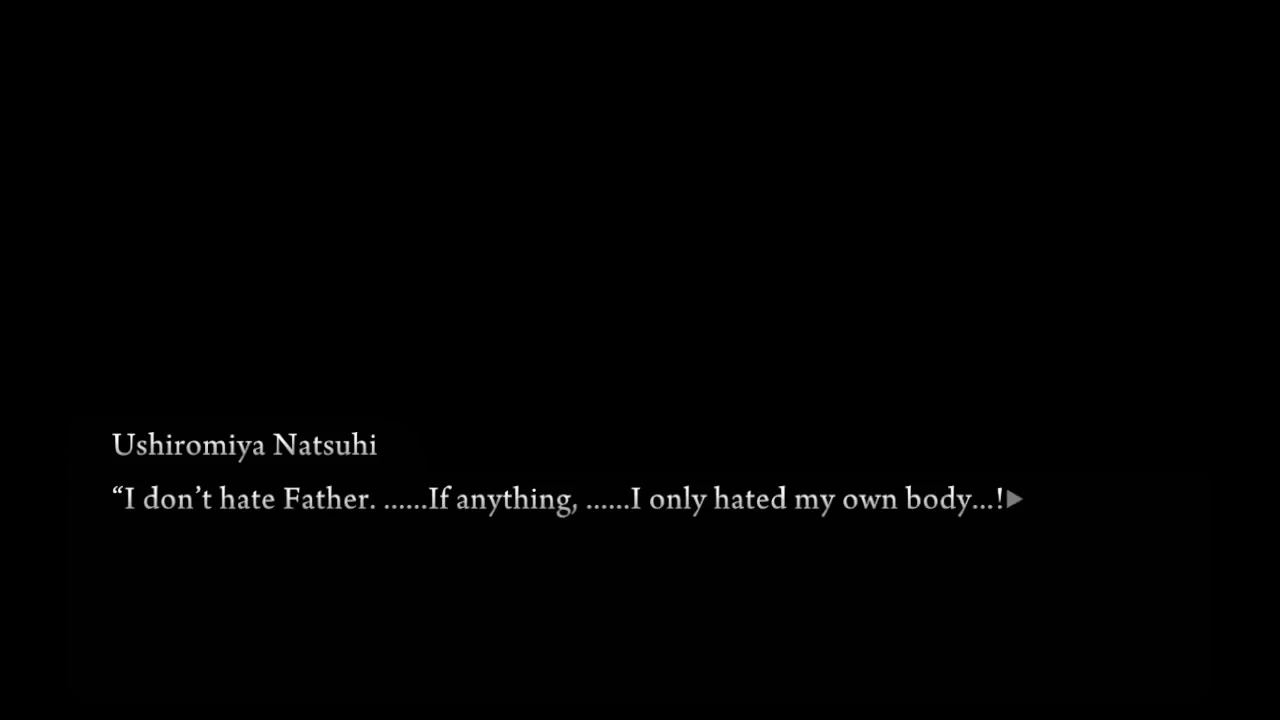 Ushiromiya Natsuhi
“I don’t hate Father. ......If anything, ......I only hated my own body...!